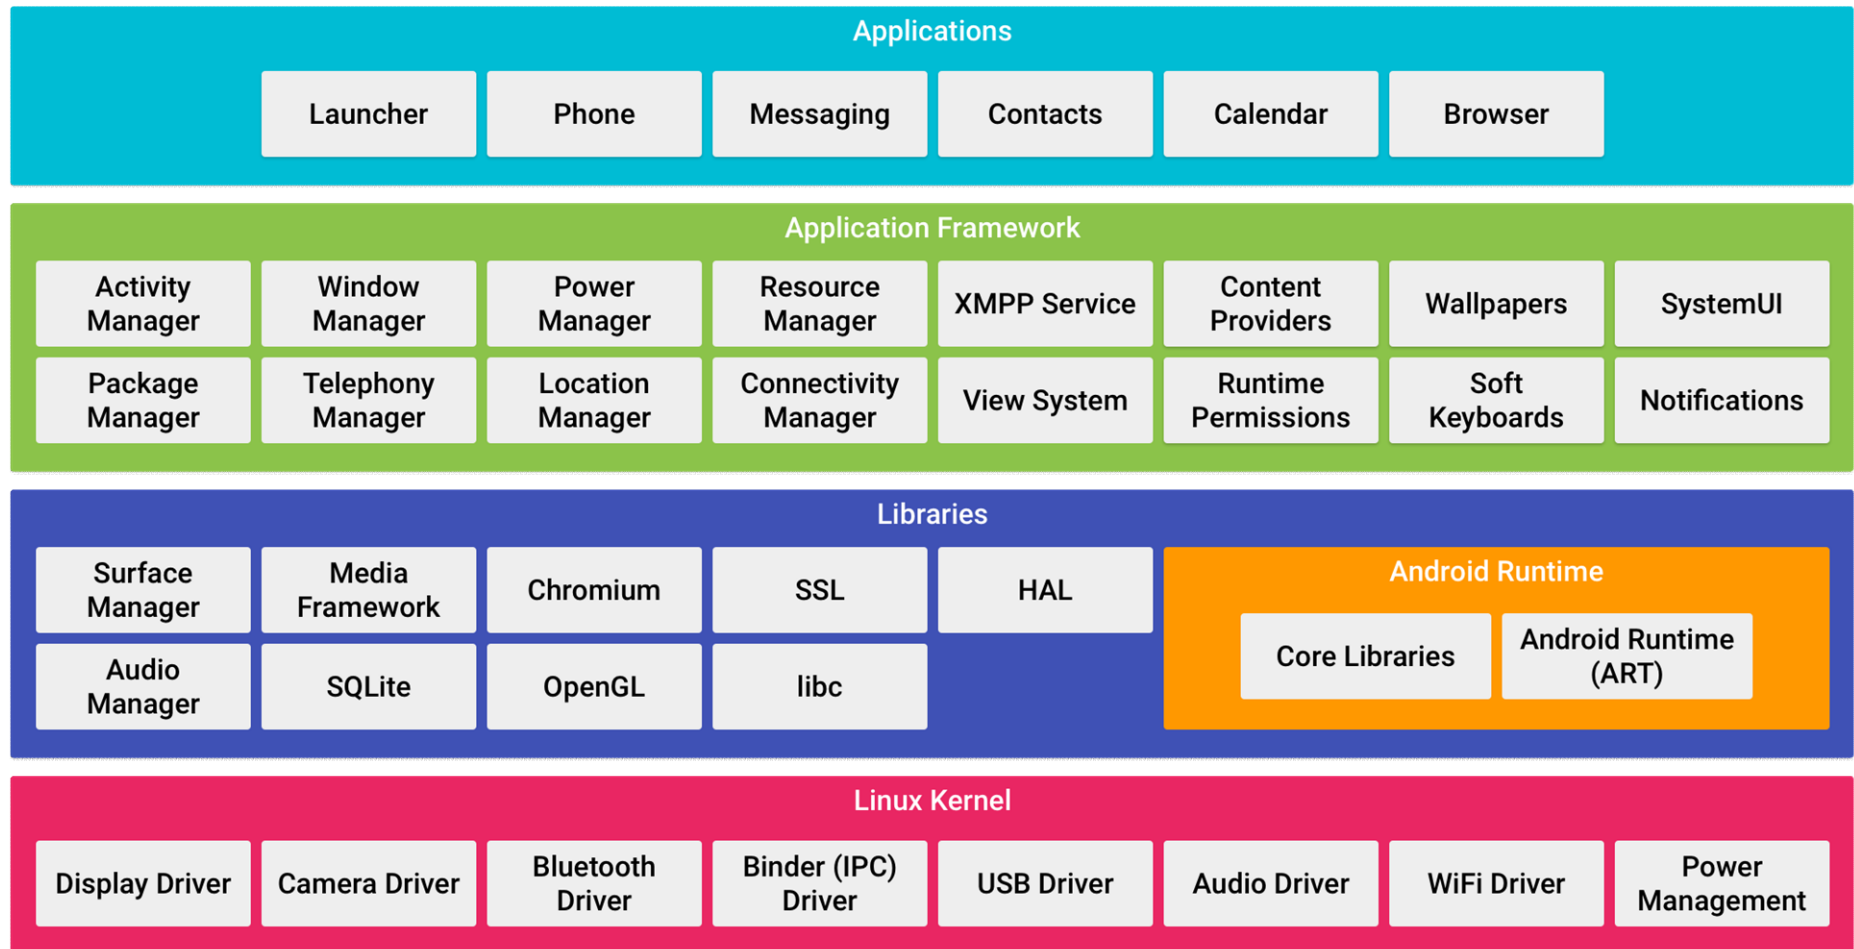 Applications
Launcher
Phone
Messaging
Contacts
Calendar
Browser
Application Framework
Activity
Manager
Window
Manager
Power
Manager
Resource
Manager
XMPP Service
Content
Providers
Wallpapers
SystemUI
Package
Manager
Telephony
Manager
Location
Manager
Connectivity
Manager
View System
Runtime
Permissions
Soft
Keyboards
Notifications
Libraries
Surface
Manager
Media
Framework
Chromium
SSL
HAL
Audio
Manager
SQLite
OpenGL
libc
Android Runtime
Core Libraries
Android Runtime
(ART)
Linux Kernel
Display Driver
Camera Driver
Bluetooth
Driver
Binder (IPC)
Driver
USB Driver
Audio Driver
WiFi Driver
Power
Management